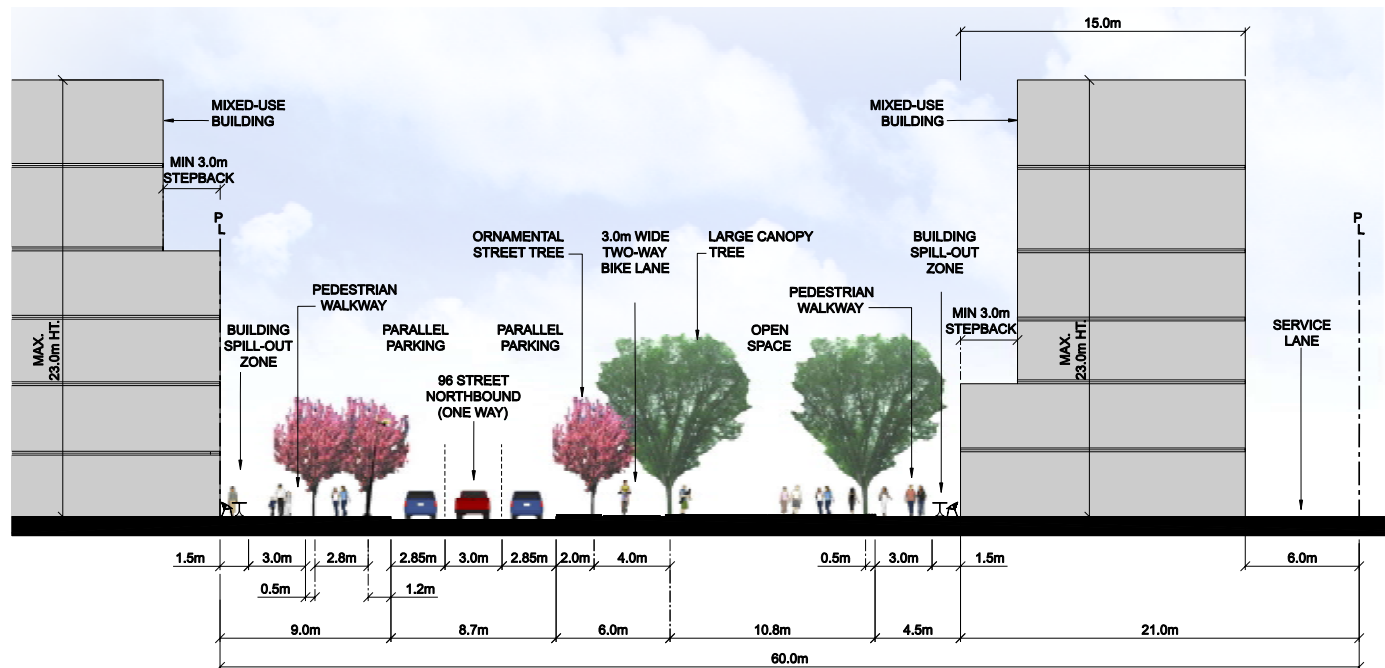 15.0m
MIXED-USE
BUILDING
MIXED-USE
BUILDING
MIN 3.0m
STEPBACK
P
L
P
L
ORNAMENTAL
STREET TREE
3.0m WIDE
TWO-WAY
BIKE LANE
LARGE CANOPY
TREE
BUILDING
SPILL-OUT
ZONE
PEDESTRIAN
WALKWAY
PEDESTRIAN
WALKWAY
MIN 3.0m
STEPBACK
BUILDING
SPILL-OUT
ZONE
PARALLEL
PARKING
PARALLEL
PARKING
OPEN
SPACE
SERVICE
LANE
MAX.
23.0m HT.
MAX.
23.0m HT.
96 STREET
NORTHBOUND
(ONE WAY)
1.5m
3.0m
2.8m
2.85m
3.0m
2.85m
2.0m
4.0m
0.5m
3.0m
1.5m
6.0m
0.5m
1.2m
9.0m
8.7m
6.0m
10.8m
4.5m
21.0m
60.0m